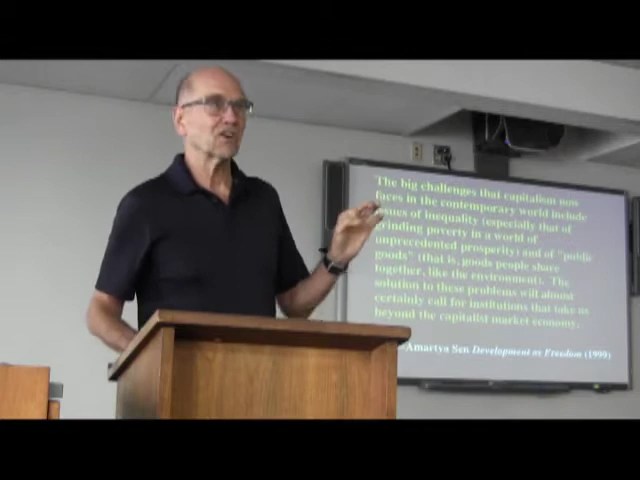 The big challenges that capitalism now
faces in the contemporary world include
issues of inequality (especially that of
grinding poverty in a world of
unprecedented prosperity) and of "public
goods" (that is, goods people share
together, like the environment). The
solution to these problems will almost
certainly call for institutions that take us
beyond the capitalist market economy.
Amartya Sen Development as Freedom (1999)